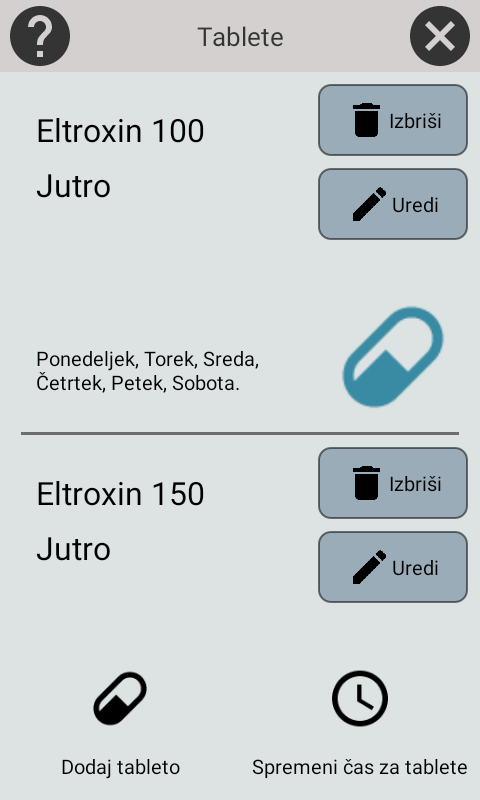 ?
Tablete
Eltroxin 100
Izbriši
Jutro
Uredi
Ponedeljek, Torek, Sreda,
Četrtek, Petek, Sobota.
Eltroxin 150
Izbriši
Jutro
Uredi
Dodaj tableto
Spremeni čas za tablete